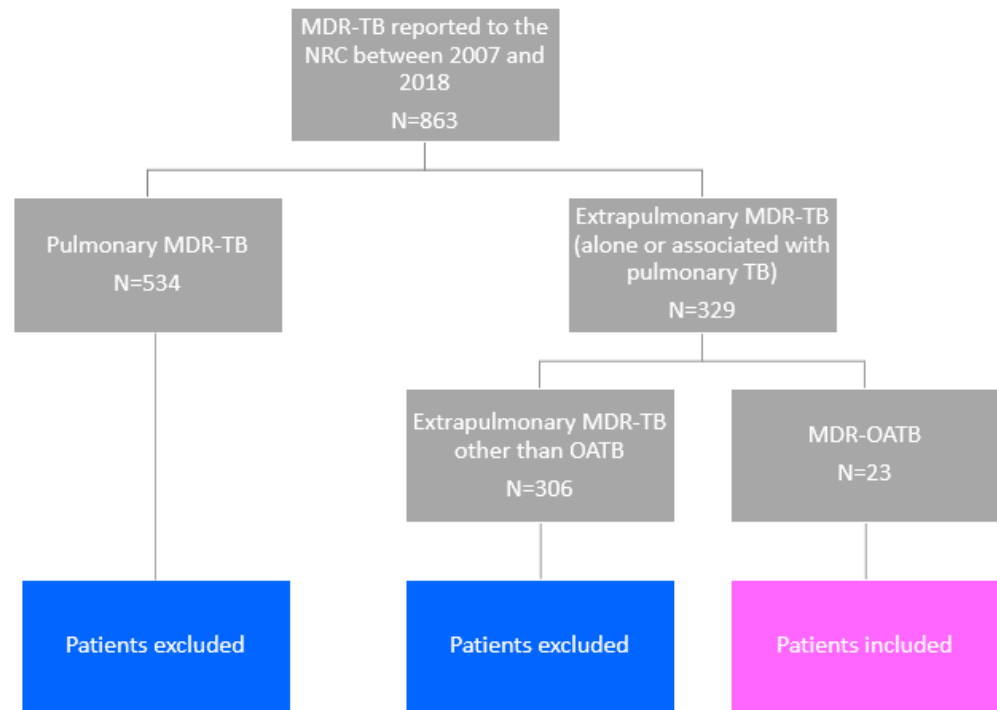 MDR-TB reported to the
NRC between 2007 and
2018
N=863
Pulmonary MDR-TB
N=534
Extrapulmonary MDR-TB
(alone or associated with
pulmonary TB)
N=329
Extrapulmonary MDR-TB
other than OATB
N=306
MDR-OATB
N=23
Patients excluded
Patients excluded
Patients included